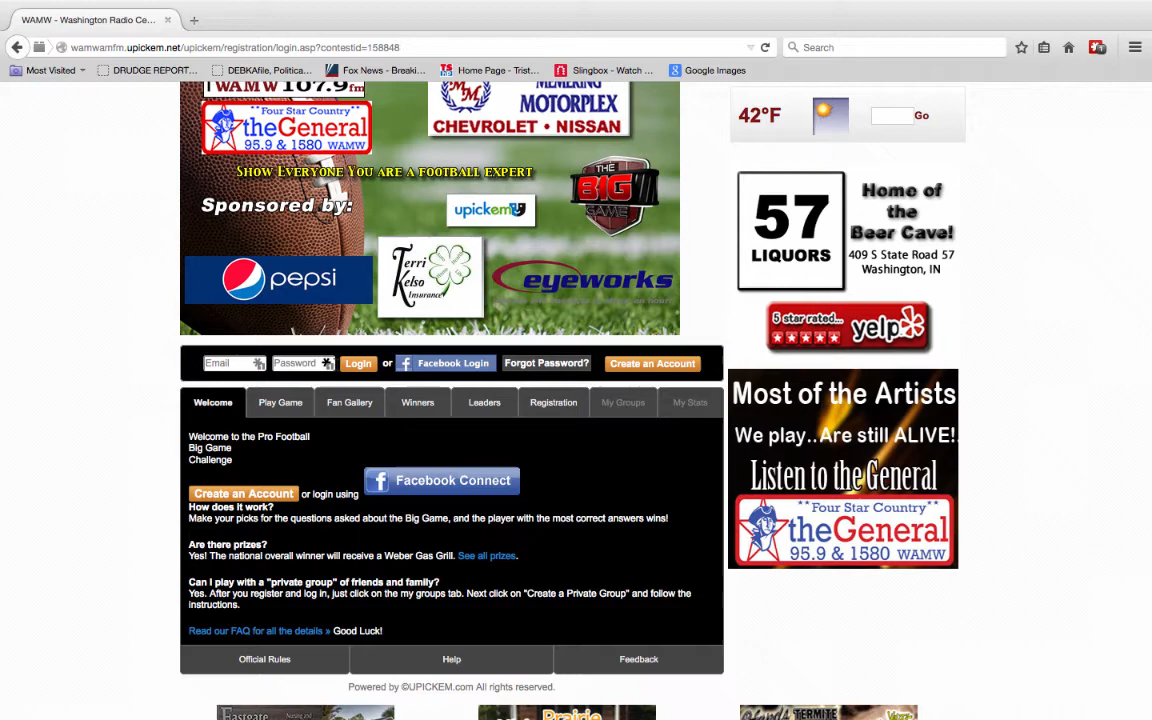 WAMW - Washington Radio Ce...
wamwamfm.upickem.net/upickem/registration/login.asp?contestid=158848
Search
Most Visited
DRUDGE REPORT...
DEBKAfile, Politica...
Fox News - Breaki...
Home Page - Trist...
Slingbox - Watch ...
Google Images
WAMW 107.9 fm
**Four Star Country**
the General
95.9 & 1580 WAMW
MEMERING
MOTORPLEX
CHEVROLET • NISSAN
Show Everyone You are a football expert
Sponsored by:
upickem
THE
BIG
GAME
pepsi
Terri
Kelso
Insurance
eyeworks
42°F
Go
57
LIQUORS
Home of
the
Beer Cave!
409 S State Road 57
Washington, IN
5 star rated...
yelp
Email
Password
Login
or
Facebook Login
Forgot Password?
Create an Account
Welcome
Play Game
Fan Gallery
Winners
Leaders
Registration
My Groups
My Stats
Welcome to the Pro Football
Big Game
Challenge
Create an Account or login using Facebook Connect
How does it work?
Make your picks for the questions asked about the Big Game, and the player with the most correct answers wins!
Are there prizes?
Yes! The national overall winner will receive a Weber Gas Grill. See all prizes.
Can I play with a "private group" of friends and family?
Yes. After you register and log in, just click on the my groups tab. Next click on "Create a Private Group" and follow the
instructions.
Read our FAQ for all the details » Good Luck!
Official Rules
Help
Feedback
Powered by ©UPICKEM.com All rights reserved.
Most of the Artists
We play..Are still ALIVE!.
Listen to the General
**Four Star Country**
the General
95.9 & 1580 WAMW
Eastgate
Prairie
TERMITE